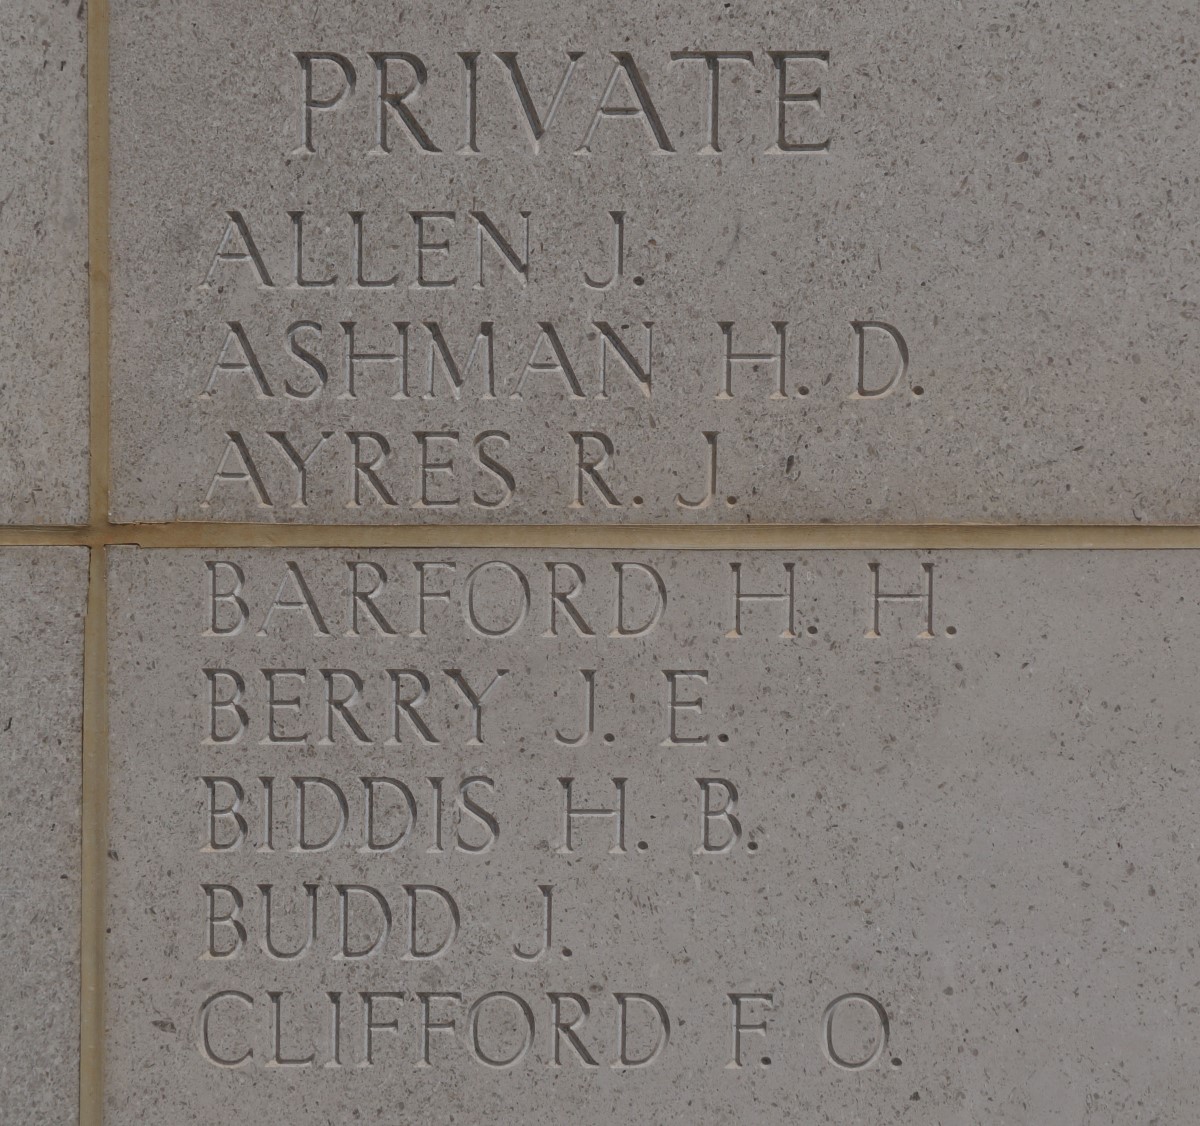 PRIVATE
ALLEN J.
ASHMAN H. D.
AYRES R. J.
BARFORD H. H.
BERRY J. E.
BIDDIS H. B.
BUDD J.
CLIFFORD F. O.